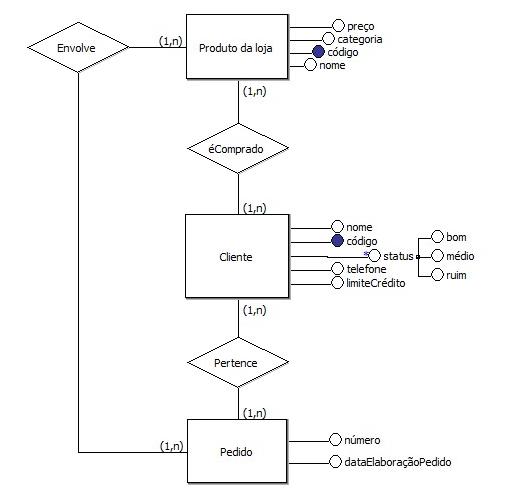 preço
Envolve
(1,n)
Produto da loja
categoria
código
nome
(1,n)
éComprado
(1,n)
nome
código
bom
Cliente
status
médio
telefone
ruim
limiteCrédito
(1,n)
Pertence
(1,n)
número
(1,n)
Pedido
dataElaboraçãoPedido